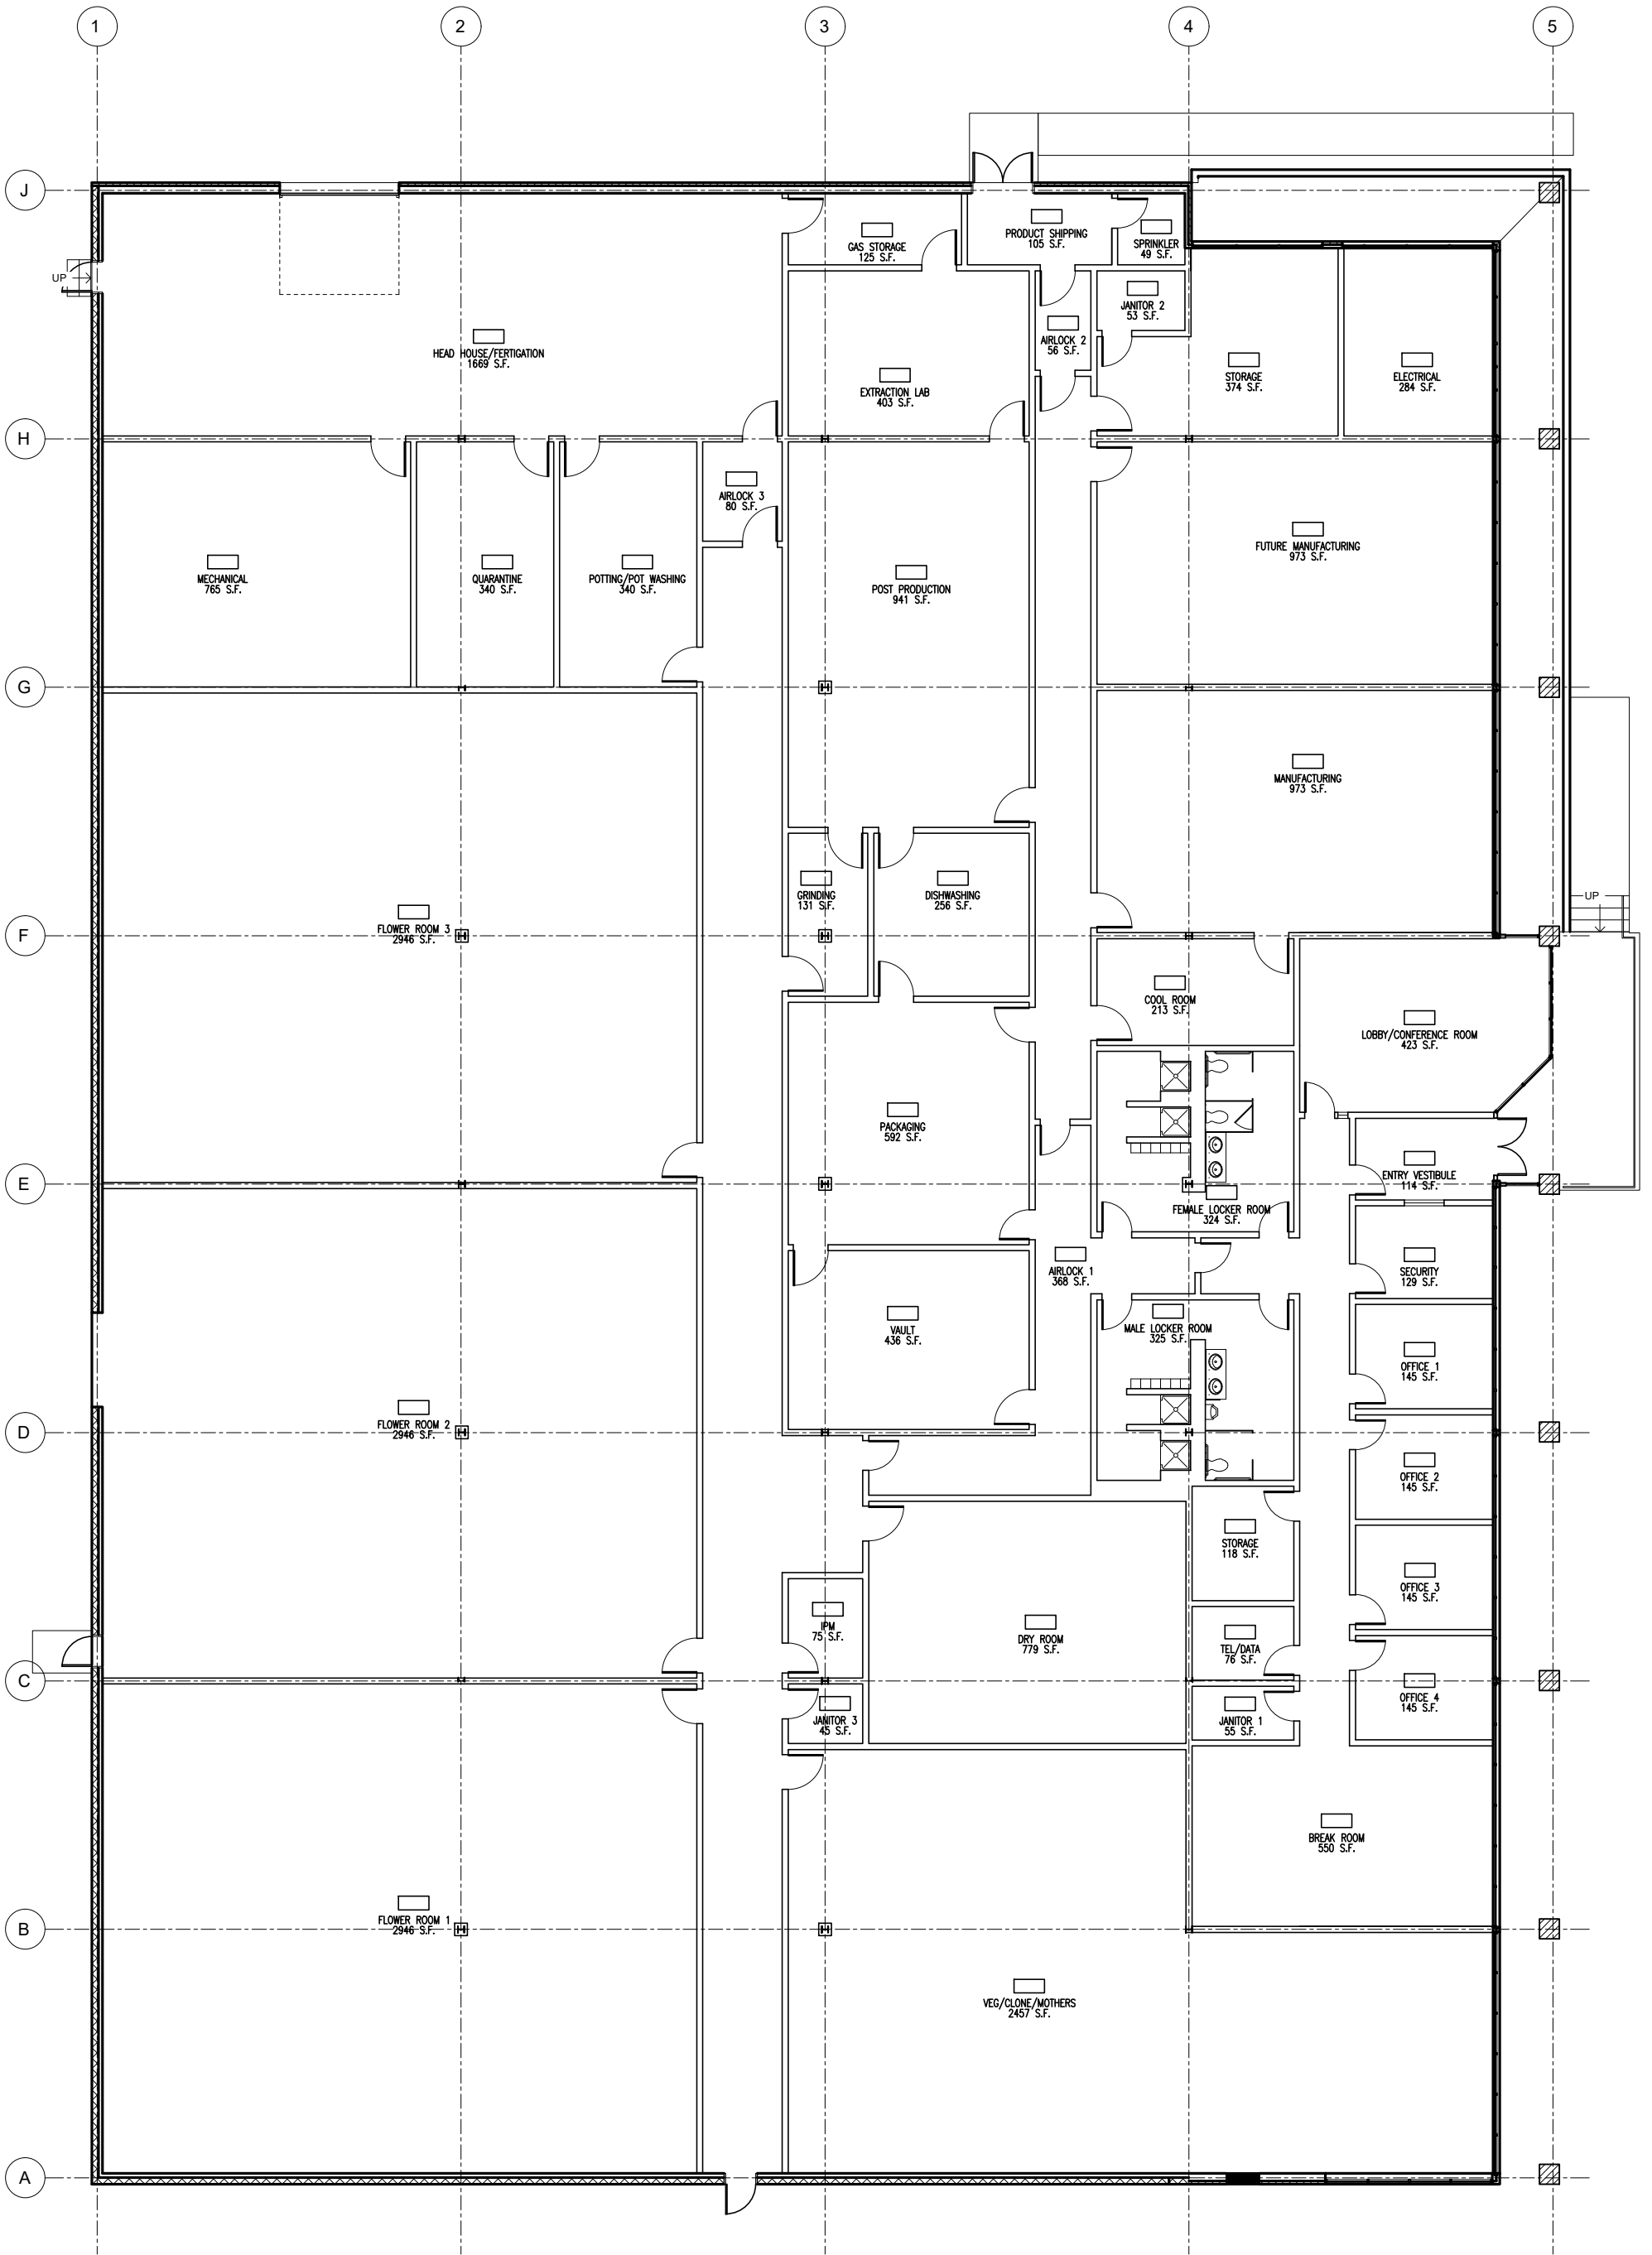 1
2
3
4
5
J
H
G
F
E
D
C
B
A
UP
GAS STORAGE
125 S.F.
PRODUCT SHIPPING
105 S.F.
SPRINKLER
49 S.F.
JANITOR 2
53 S.F.
AIRLOCK 2
56 S.F.
HEAD HOUSE/FERTIGATION
1669 S.F.
EXTRACTION LAB
403 S.F.
STORAGE
374 S.F.
ELECTRICAL
284 S.F.
AIRLOCK 3
80 S.F.
FUTURE MANUFACTURING
973 S.F.
MECHANICAL
765 S.F.
QUARANTINE
340 S.F.
POTTING/POT WASHING
340 S.F.
POST PRODUCTION
941 S.F.
MANUFACTURING
973 S.F.
GRINDING
131 S.F.
DISHWASHING
256 S.F.
UP
FLOWER ROOM 3
2946 S.F.
COOL ROOM
213 S.F.
LOBBY/CONFERENCE ROOM
423 S.F.
PACKAGING
592 S.F.
ENTRY VESTIBULE
114 S.F.
FEMALE LOCKER ROOM
324 S.F.
AIRLOCK 1
368 S.F.
SECURITY
129 S.F.
VAULT
436 S.F.
MALE LOCKER ROOM
325 S.F.
OFFICE 1
145 S.F.
FLOWER ROOM 2
2946 S.F.
OFFICE 2
145 S.F.
STORAGE
118 S.F.
OFFICE 3
145 S.F.
IPM
75 S.F.
DRY ROOM
779 S.F.
TEL/DATA
76 S.F.
OFFICE 4
145 S.F.
JANITOR 3
45 S.F.
JANITOR 1
55 S.F.
BREAK ROOM
550 S.F.
FLOWER ROOM 1
2946 S.F.
VEG/CLONE/MOTHERS
2457 S.F.